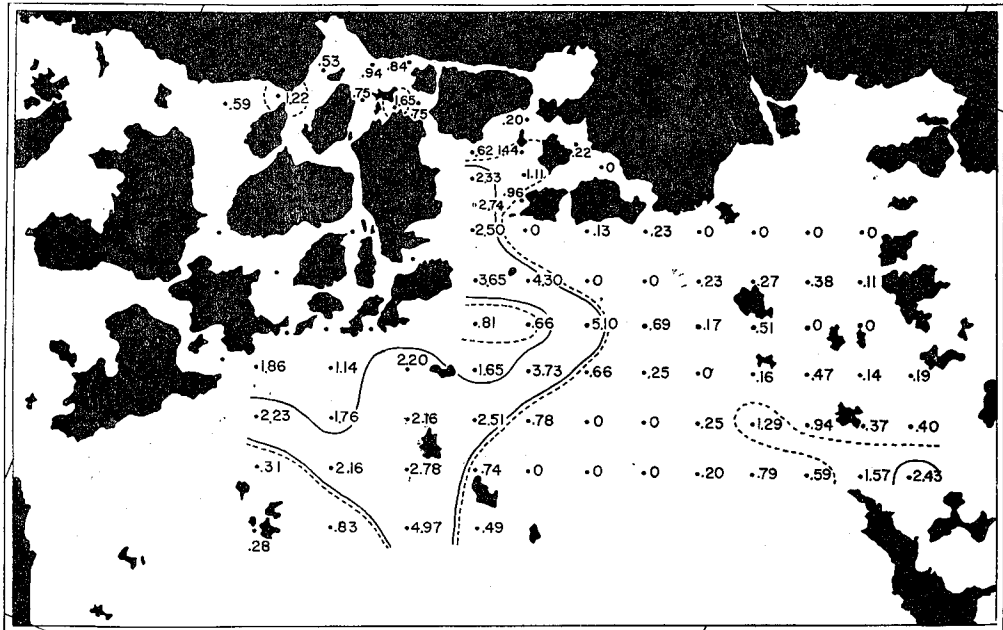 .53
.94 .84
.59 1.22 .75 1.65
.75
.20
.62 1.44 .22
2.33 1.11 0
.96
2.74
2.50 0 .13 .23 0 0 0
3.65 4.30 0 0 .23 .27 .38 .11
.81 .66 5.10 .69 .17 .51 0 0
1.86 1.14 2.20 1.65 3.73 .66 .25 0 .16 .47 .14 .19
2.23 1.76 2.16 2.51 .78 0 0 .25 1.29 .94 .37 .40
.31 2.16 2.78 .74 0 0 0 .20 .79 .59 1.57 2.43
.83 4.97 .49
.28